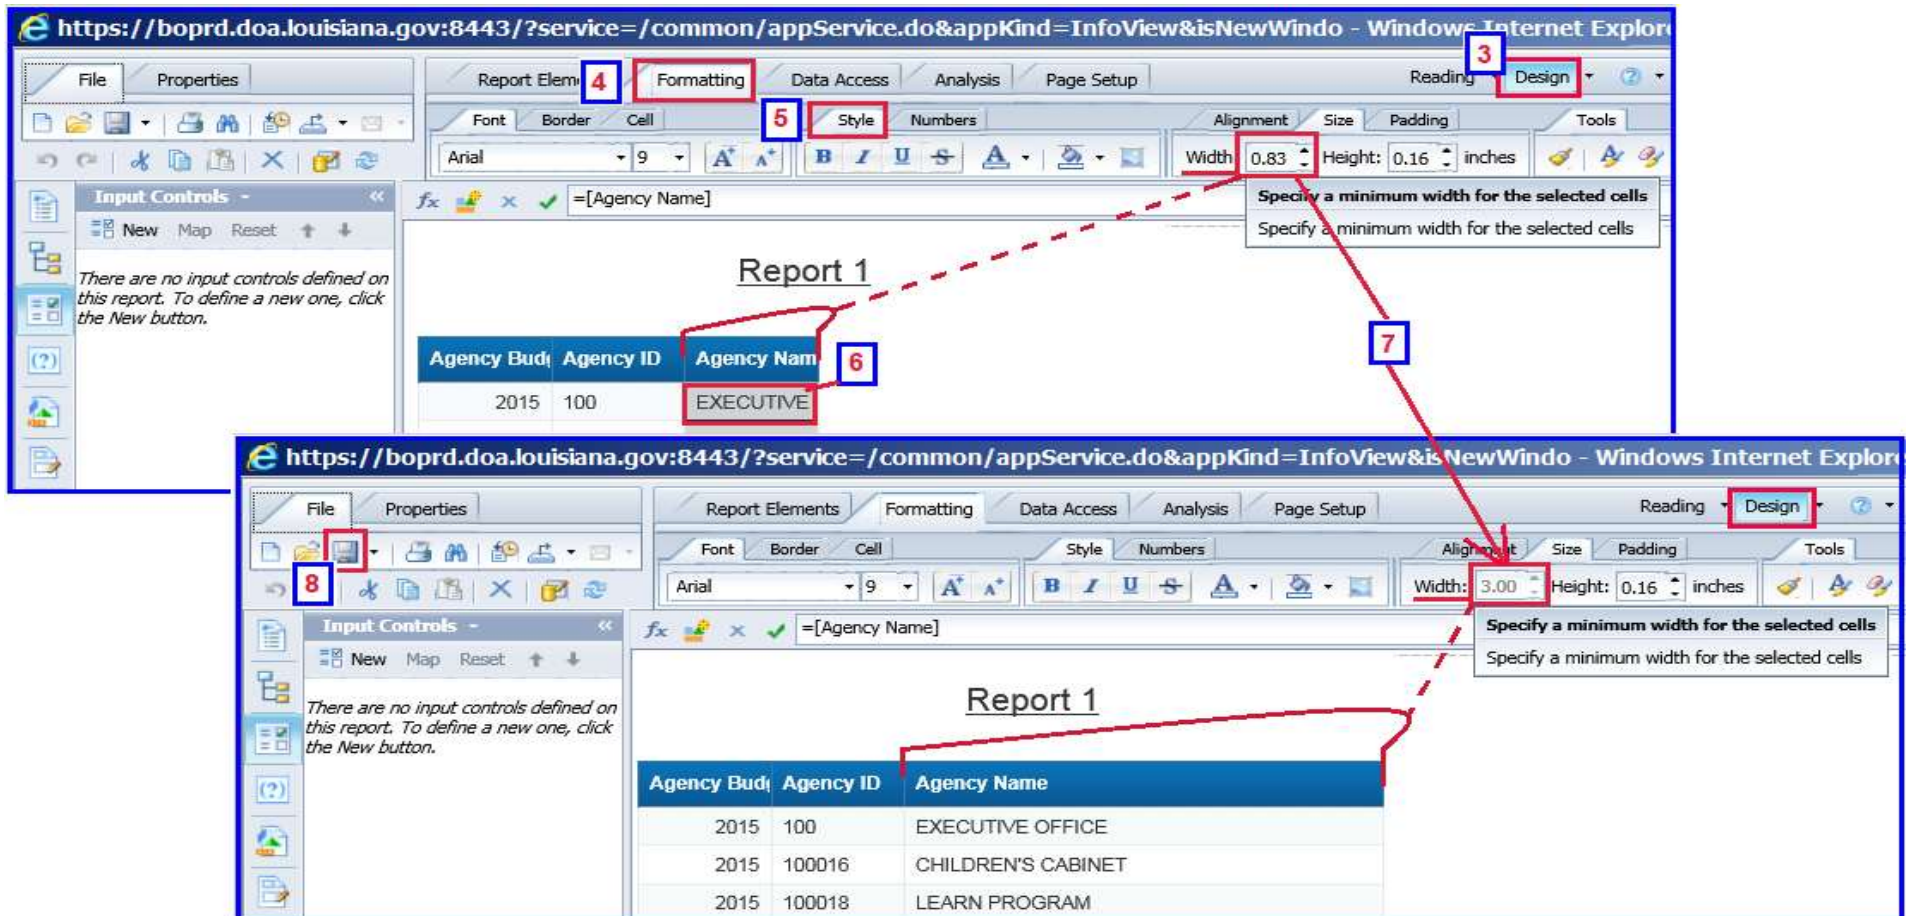 https://boprd.doa.louisiana.gov:8443/?service=/common/appService.do&appKind=InfoView&isNewWindo - Windows Internet Explore
3
File Properties Report Elem 4 Formatting Data Access Analysis Page Setup Reading Design
Font Border Cell 5 Style Numbers Alignment Size Padding Tools
Arial 9 A A B I U S A Width 0.83 Height: 0.16 inches
Input Controls =[Agency Name] Specify a minimum width for the selected cells
New Map Reset Specify a minimum width for the selected cells
Report 1
There are no input controls defined on
this report. To define a new one, click
the New button.
7
Agency Budg Agency ID Agency Nam 6
2015 100 EXECUTIVE
https://boprd.doa.louisiana.gov:8443/?service=/common/appService.do&appKind=InfoView&isNewWindo - Windows Internet Explore
File Properties Report Elements Formatting Data Access Analysis Page Setup Reading Design
Font Border Cell Style Numbers Alignment Size Padding Tools
8 Arial 9 A A B I U S A Width: 3.00 Height: 0.16 inches
Input Controls =[Agency Name] Specify a minimum width for the selected cells
New Map Reset Specify a minimum width for the selected cells
Report 1
There are no input controls defined on
this report. To define a new one, click
the New button.
Agency Budg Agency ID Agency Name
2015 100 EXECUTIVE OFFICE
2015 100016 CHILDREN'S CABINET
2015 100018 LEARN PROGRAM